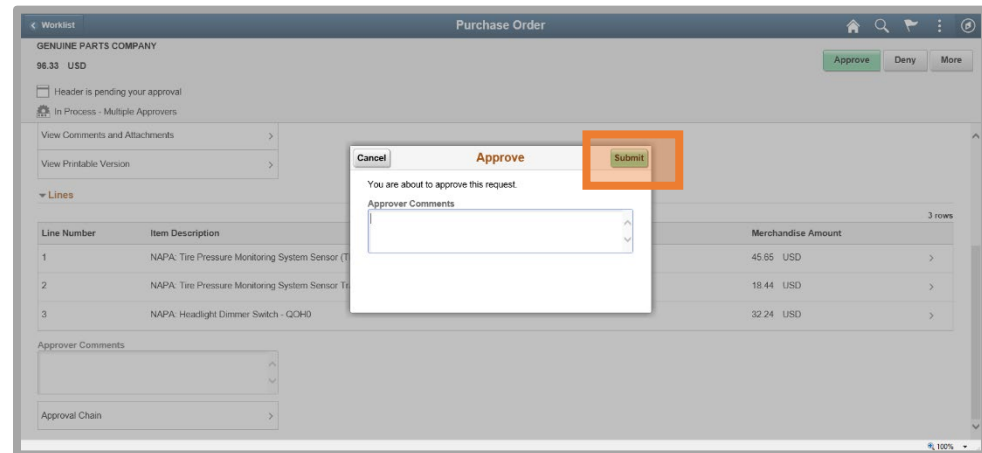 Worklist
Purchase Order
GENUINE PARTS COMPANY
96.33 USD
Approve Deny More
Header is pending your approval
In Process - Multiple Approvers
View Comments and Attachments
View Printable Version
Cancel Approve Submit
You are about to approve this request.
Approver Comments
Lines
3 rows
Line Number Item Description Merchandise Amount
1 NAPA: Tire Pressure Monitoring System Sensor (T 45.65 USD
2 NAPA: Tire Pressure Monitoring System Sensor Tr 18.44 USD
3 NAPA: Headlight Dimmer Switch - QOH0 32.24 USD
Approver Comments
Approval Chain
100%